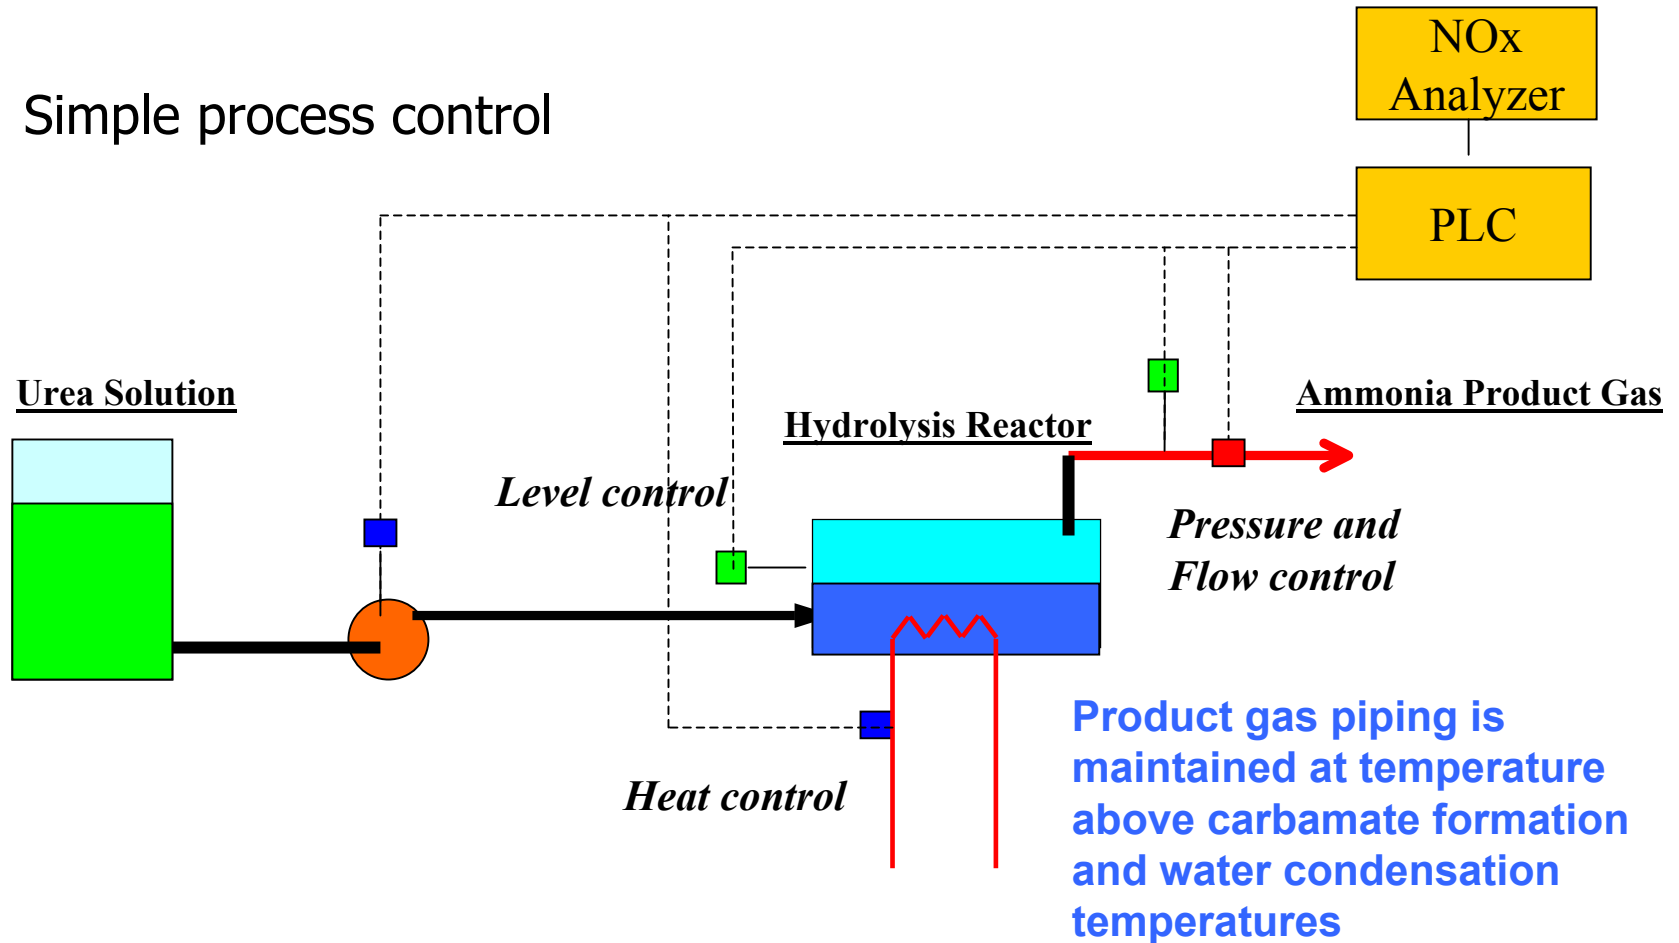 NOx
Analyzer
Simple process control
PLC
Urea Solution
Ammonia Product Gas
Hydrolysis Reactor
Level control
Pressure and
Flow control
Heat control
Product gas piping is
maintained at temperature
above carbamate formation
and water condensation
temperatures